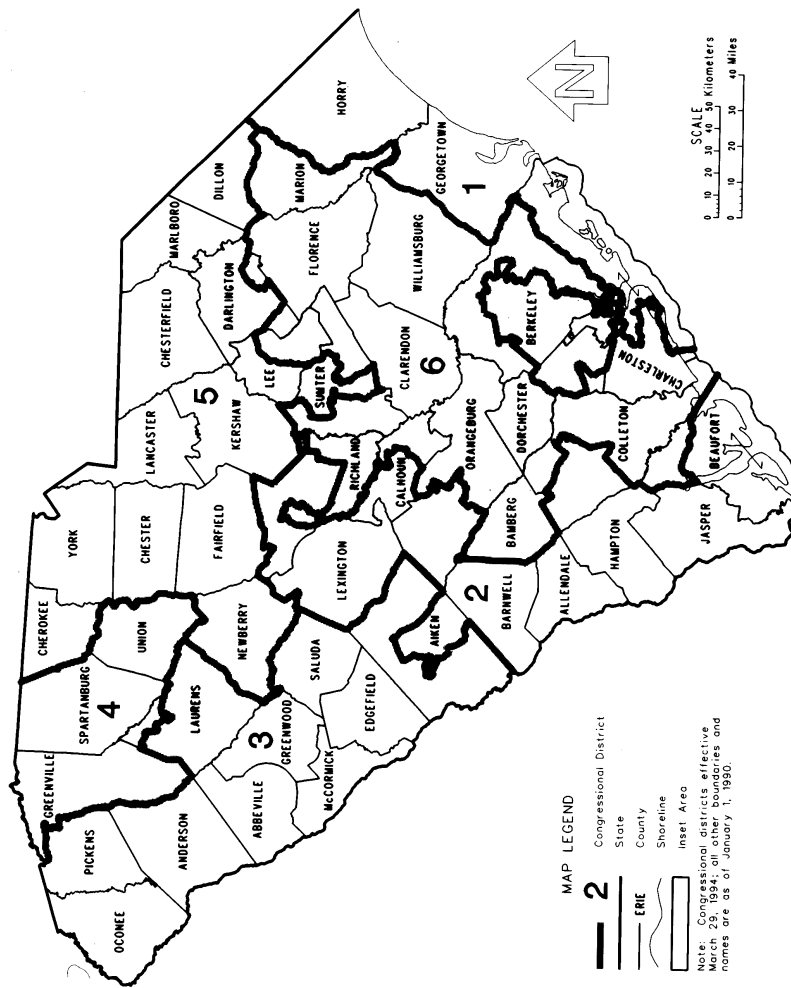 OCONEE
PICKENS
GREENVILLE
SPARTANBURG
CHEROKEE
YORK
4
UNION
CHESTER
LANCASTER
CHESTERFIELD
MARLBORO
ANDERSON
LAURENS
NEWBERRY
FAIRFIELD
5
KERSHAW
DARLINGTON
DILLON
ABBEVILLE
GREENWOOD
3
SALUDA
LEXINGTON
RICHLAND
LEE
SUMTER
FLORENCE
MARION
HORRY
McCORMICK
EDGEFIELD
AIKEN
CALHOUN
CLARENDON
6
WILLIAMSBURG
GEORGETOWN
1
2
BARNWELL
BAMBERG
ORANGEBURG
DORCHESTER
BERKELEY
ALLENDALE
HAMPTON
COLLETON
CHARLESTON
JASPER
BEAUFORT
N
SCALE
0 10 20 30 40 50 Kilometers
0 10 20 30 40 Miles
MAP LEGEND
2 Congressional District
State
ERIE County
Shoreline
Inset Area
Note: Congressional districts effective
March 29, 1994; all other boundaries and
names are as of January 1, 1990.